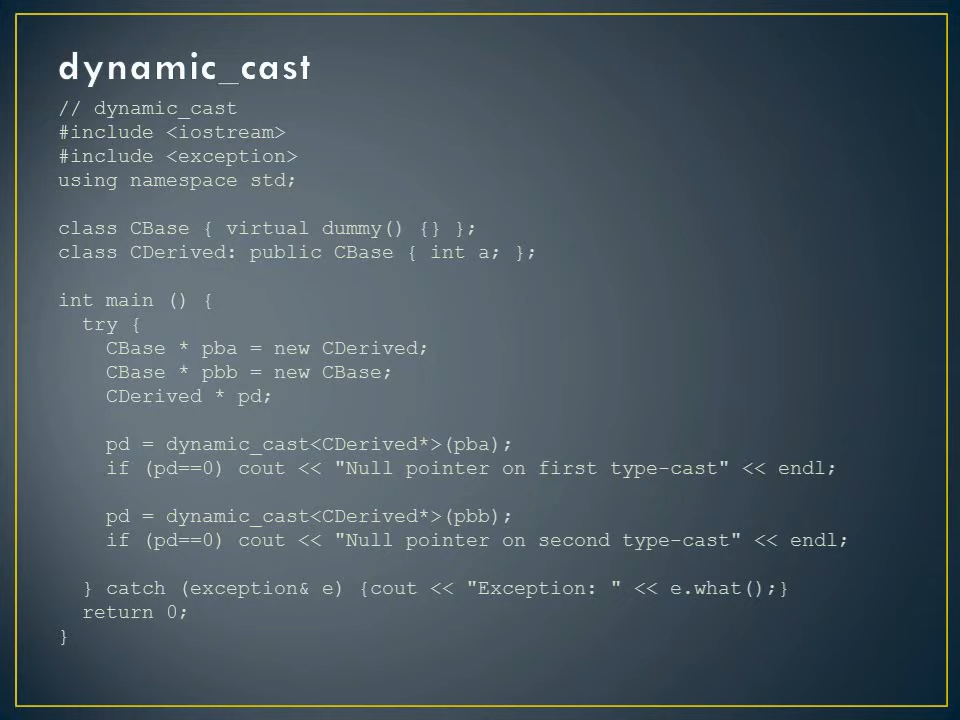 dynamic_cast
// dynamic_cast
#include <iostream>
#include <exception>
using namespace std;
class CBase { virtual dummy() {} };
class CDerived: public CBase { int a; };
int main () {
  try {
    CBase * pba = new CDerived;
    CBase * pbb = new CBase;
    CDerived * pd;
    pd = dynamic_cast<CDerived*>(pba);
    if (pd==0) cout << "Null pointer on first type-cast" << endl;
    pd = dynamic_cast<CDerived*>(pbb);
    if (pd==0) cout << "Null pointer on second type-cast" << endl;
  } catch (exception& e) {cout << "Exception: " << e.what();}
  return 0;
}